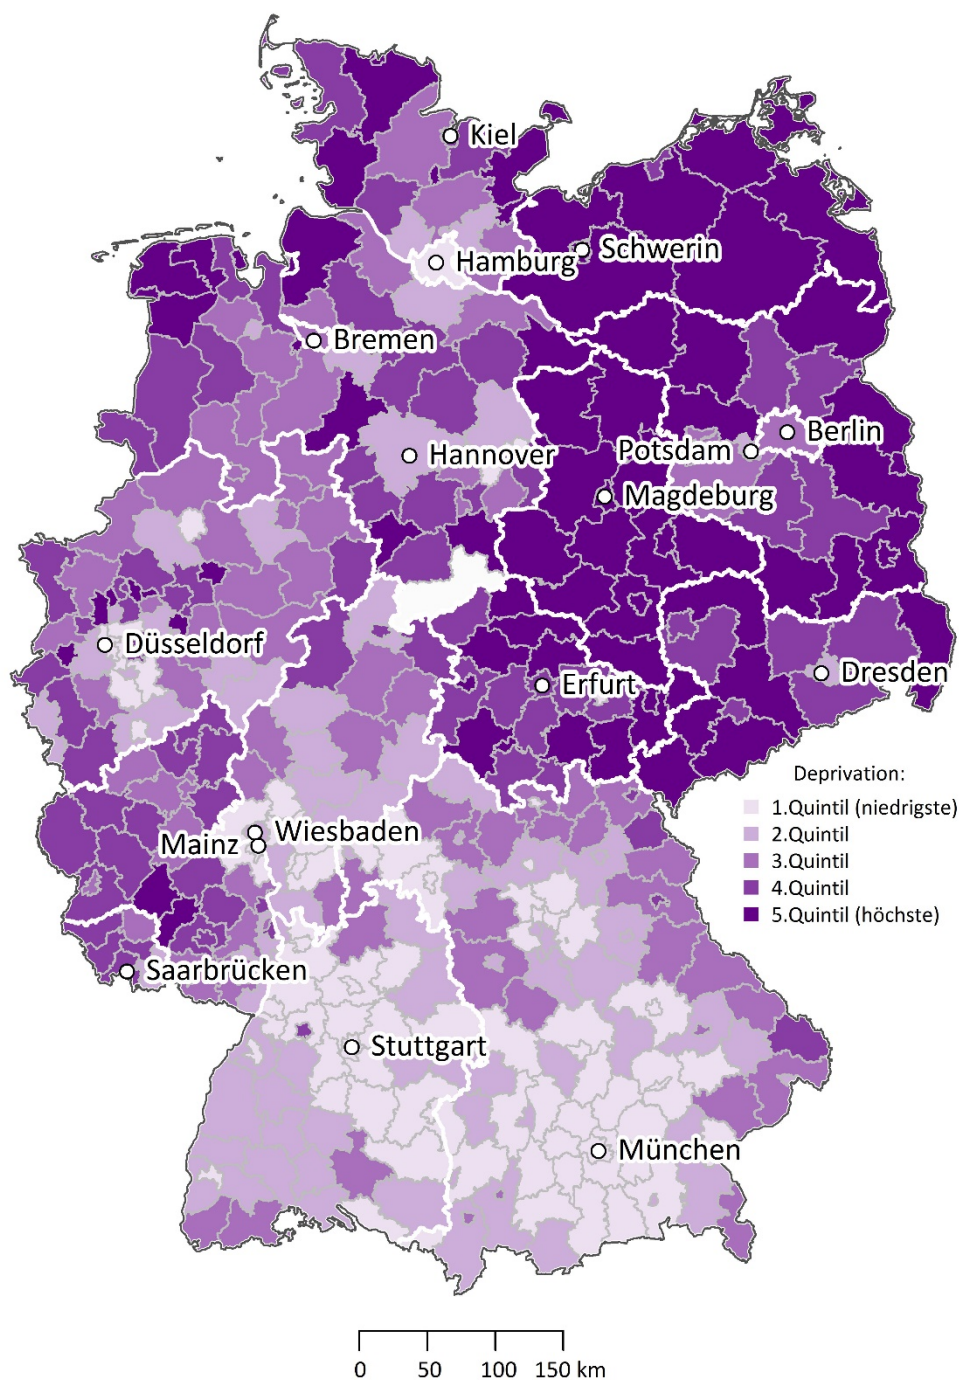 Kiel
Schwerin
Hamburg
Bremen
Berlin
Hannover
Potsdam
Magdeburg
Düsseldorf
Erfurt
Dresden
Deprivation:
1.Quintil (niedrigste)
2.Quintil
3.Quintil
4.Quintil
5.Quintil (höchste)
Wiesbaden
Mainz
Saarbrücken
Stuttgart
München
0 50 100 150 km